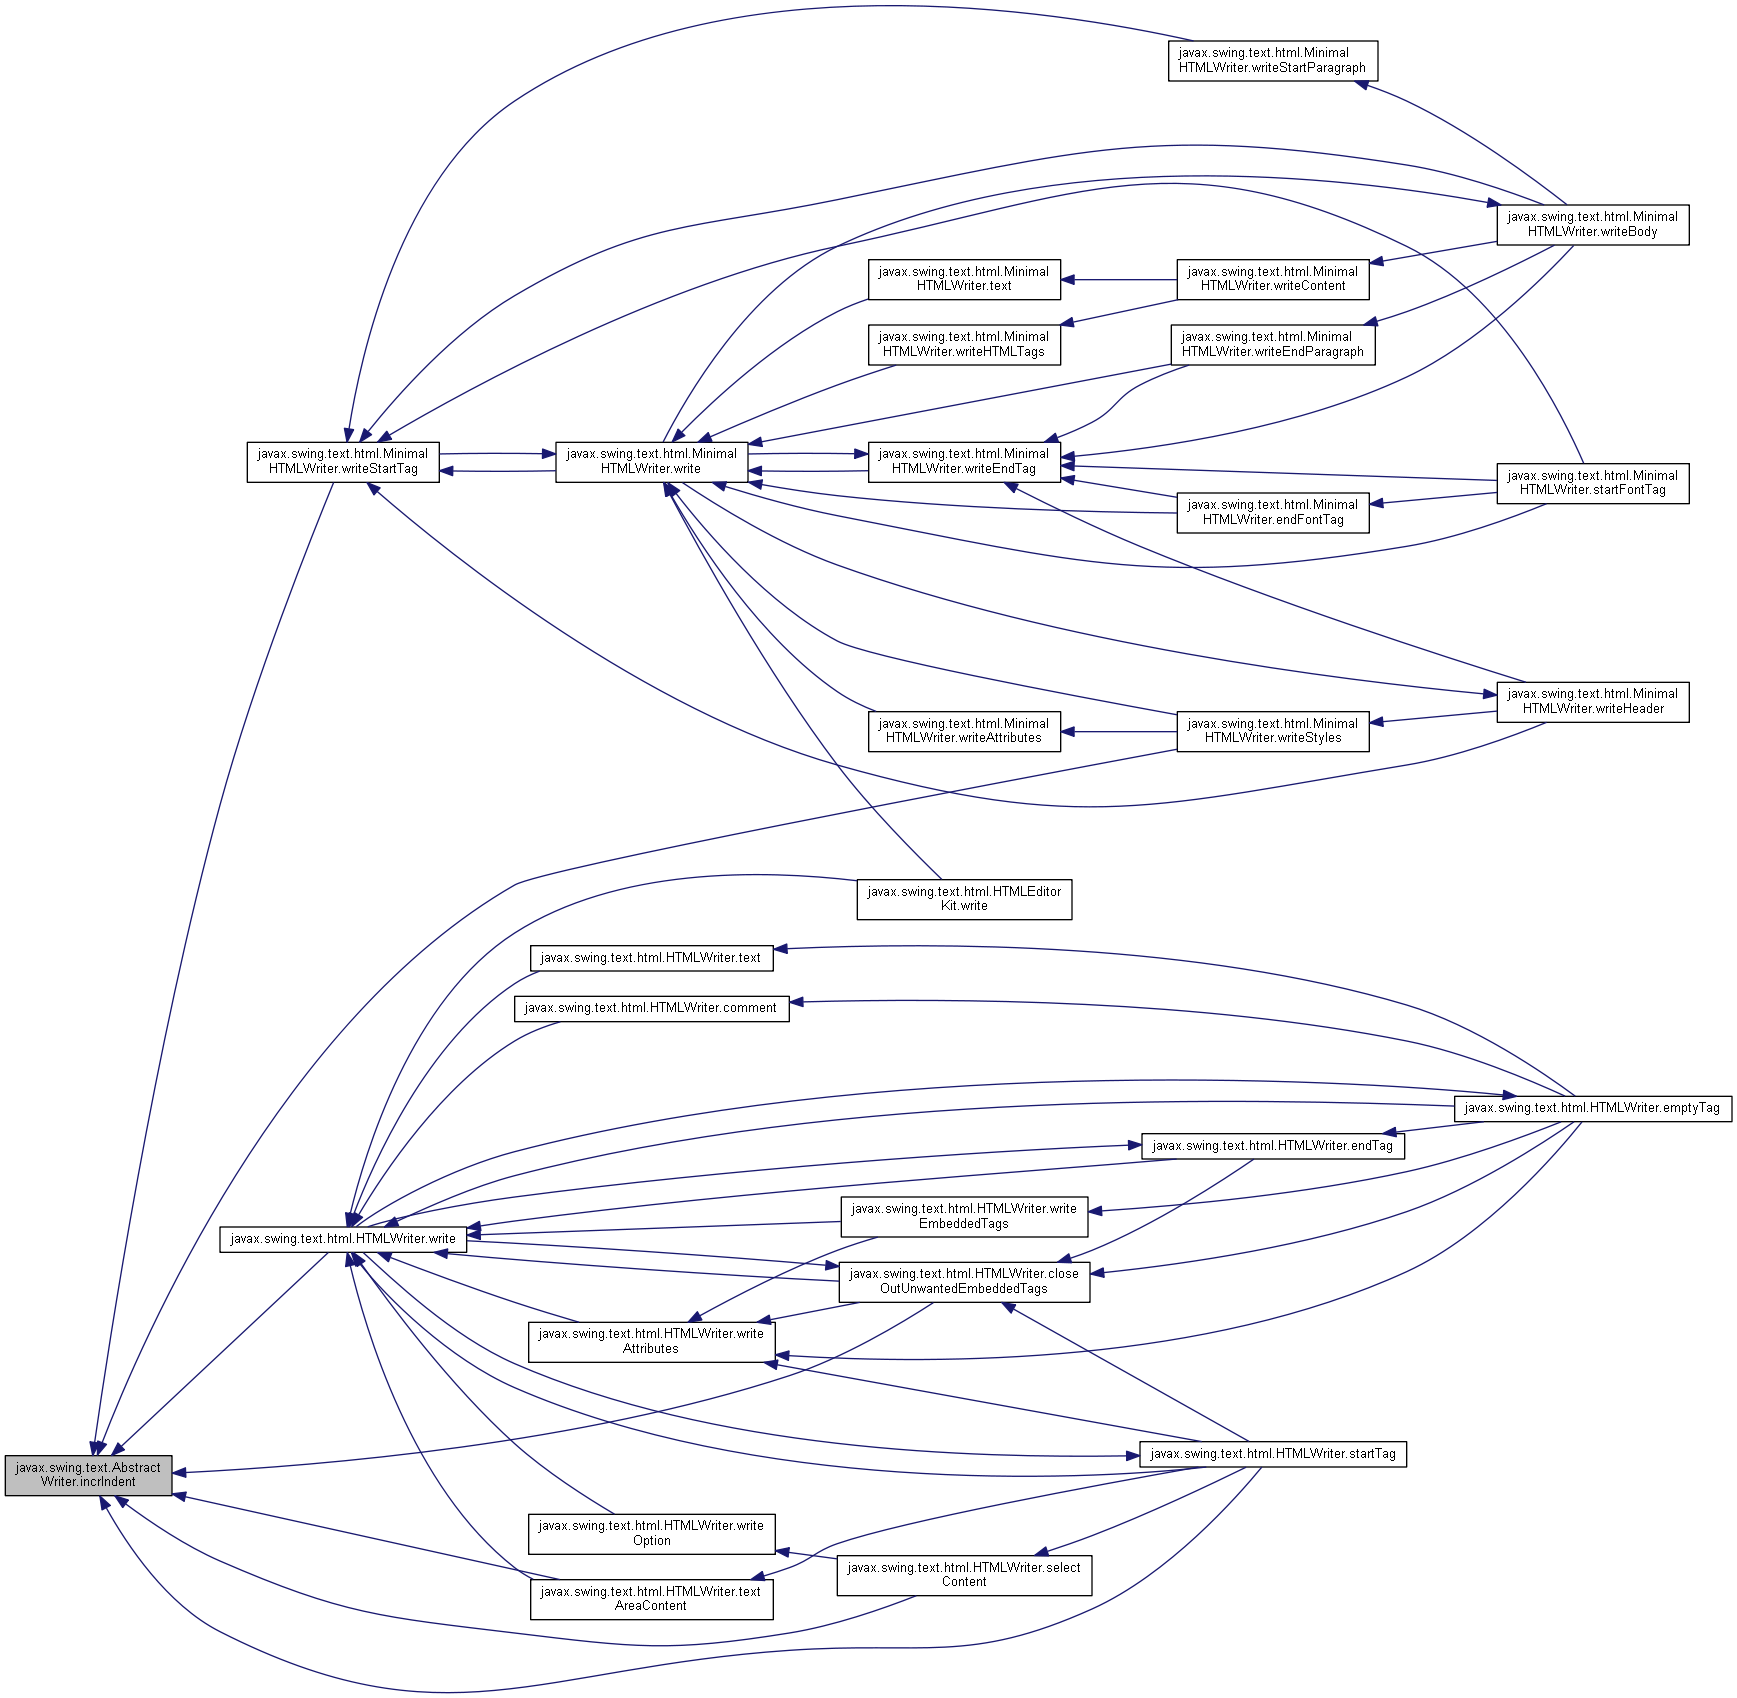 javax.swing.text.html.Minimal
HTMLWriter.writeStartParagraph
javax.swing.text.html.Minimal
HTMLWriter.writeBody
javax.swing.text.html.Minimal
HTMLWriter.text
javax.swing.text.html.Minimal
HTMLWriter.writeContent
javax.swing.text.html.Minimal
HTMLWriter.writeHTMLTags
javax.swing.text.html.Minimal
HTMLWriter.writeEndParagraph
javax.swing.text.html.Minimal
HTMLWriter.writeStartTag
javax.swing.text.html.Minimal
HTMLWriter.write
javax.swing.text.html.Minimal
HTMLWriter.writeEndTag
javax.swing.text.html.Minimal
HTMLWriter.startFontTag
javax.swing.text.html.Minimal
HTMLWriter.endFontTag
javax.swing.text.html.Minimal
HTMLWriter.writeHeader
javax.swing.text.html.Minimal
HTMLWriter.writeAttributes
javax.swing.text.html.Minimal
HTMLWriter.writeStyles
javax.swing.text.html.HTMLEditor
Kit.write
javax.swing.text.html.HTMLWriter.text
javax.swing.text.html.HTMLWriter.comment
javax.swing.text.html.HTMLWriter.emptyTag
javax.swing.text.html.HTMLWriter.endTag
javax.swing.text.html.HTMLWriter.write
EmbeddedTags
javax.swing.text.html.HTMLWriter.write
javax.swing.text.html.HTMLWriter.close
OutUnwantedEmbeddedTags
javax.swing.text.html.HTMLWriter.write
Attributes
javax.swing.text.html.HTMLWriter.startTag
javax.swing.text.Abstract
Writer.incrIndent
javax.swing.text.html.HTMLWriter.write
Option
javax.swing.text.html.HTMLWriter.select
Content
javax.swing.text.html.HTMLWriter.text
AreaContent